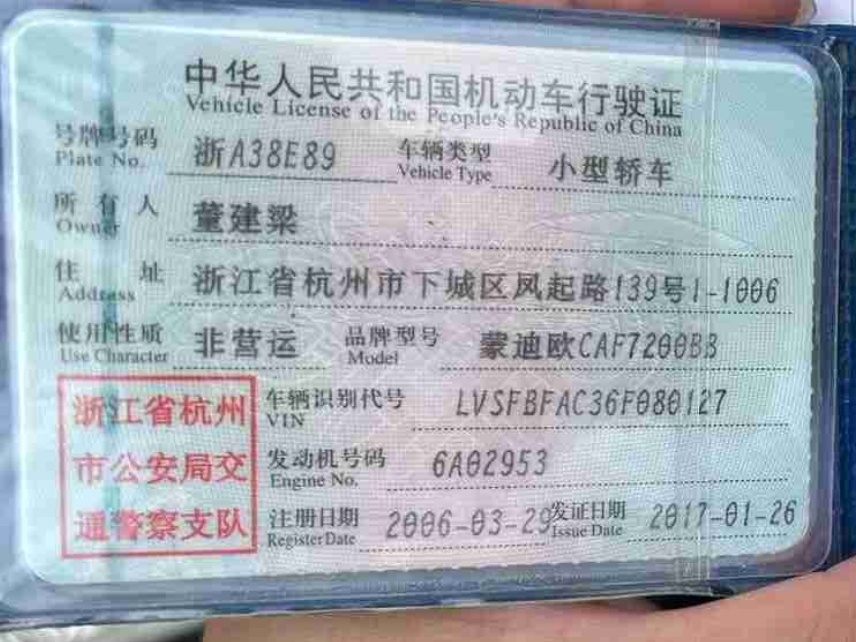 中华人民共和国机动车行驶证
Vehicle License of the People's Republic of China
号牌号码 浙A38E89 车辆类型 小型轿车
Plate No. Vehicle Type
所有人 董建梁
Owner
住址 浙江省杭州市下城区凤起路139号1-1006
Address
使用性质 非营运 品牌型号 蒙迪欧CAF7200BB
Use Character Model
浙江省杭州
市公安局交
通警察支队
车辆识别代号 LVSFBFAC36F080127
VIN
发动机号码 6A02953
Engine No.
注册日期 2006-03-29 发证日期 2017-01-26
Register Date Issue Date